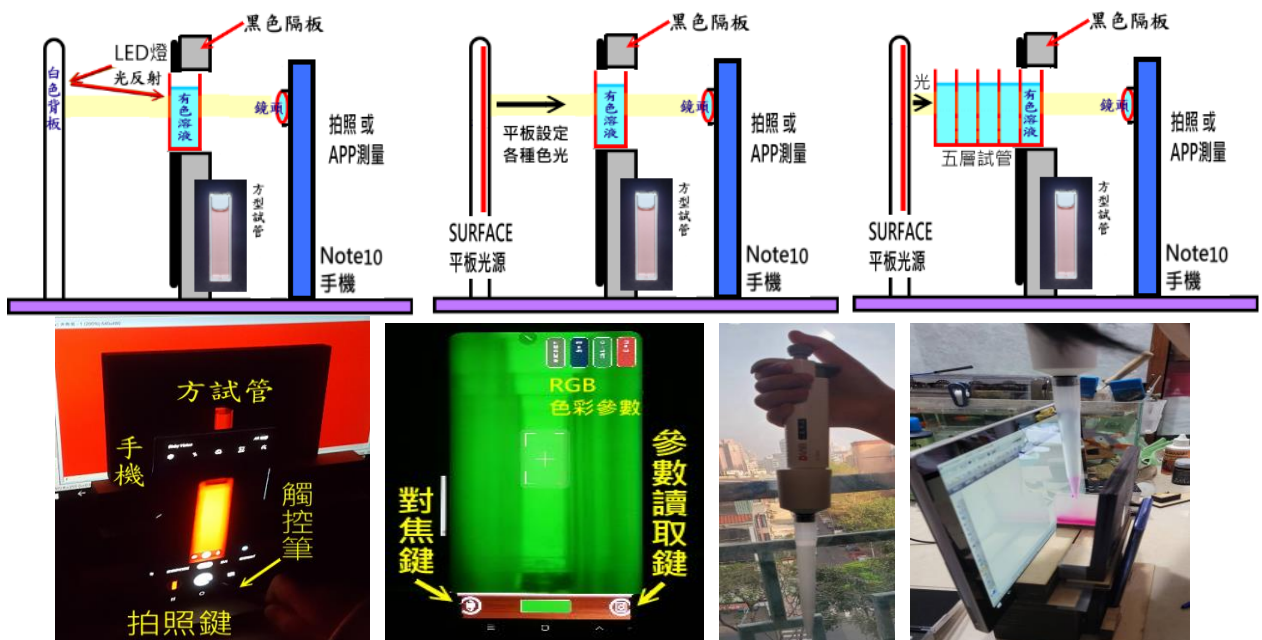 黑色隔板
LED燈
光反射
白色背板
有色溶液
鏡頭
拍照 或
APP測量
方型試管
Note10
手機
黑色隔板
平板設定
各種色光
有色溶液
鏡頭
拍照 或
APP測量
方型試管
SURFACE
平板光源
Note10
手機
黑色隔板
光
有色溶液
鏡頭
五層試管
拍照 或
APP測量
方型試管
SURFACE
平板光源
Note10
手機
方試管
手機
觸控筆
拍照鍵
RGB
色彩參數
對焦鍵
參數讀取鍵